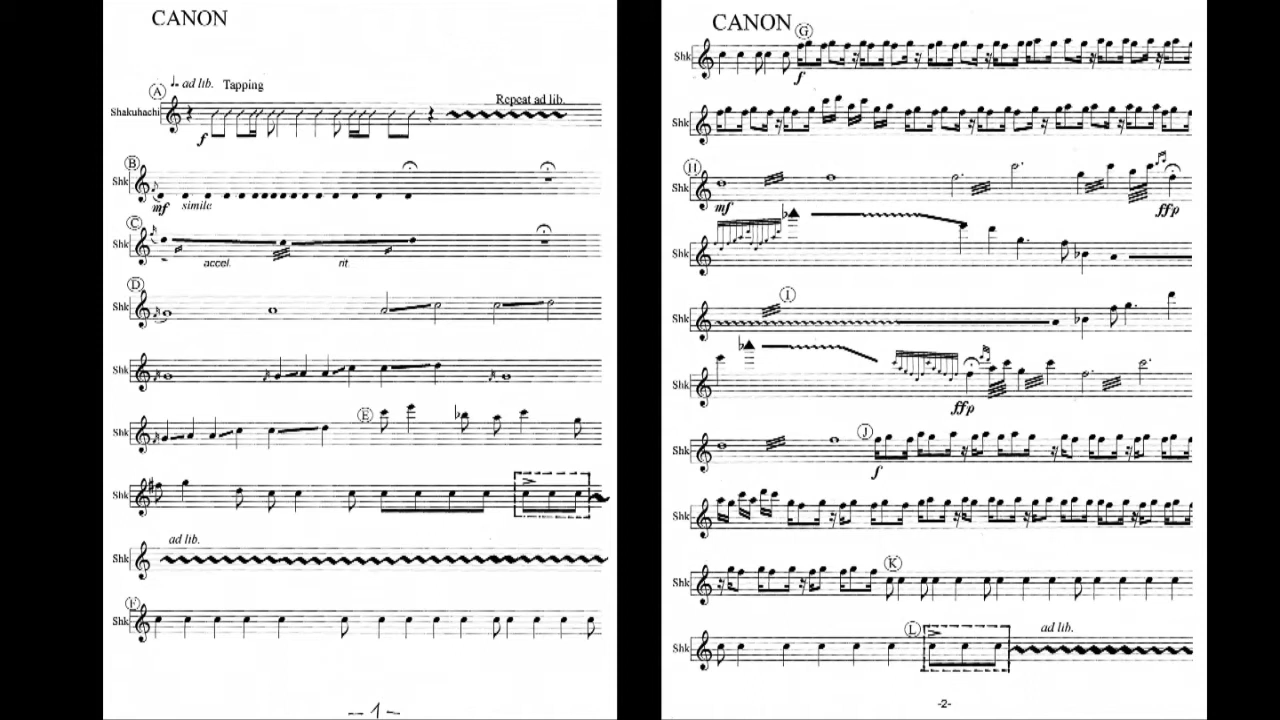 CANON
A ad lib. Tapping
Shakuhachi Repeat ad lib.
f
B
Shk
mf simile
C
Shk
accel. rit.
D
Shk
Shk
E
Shk
Shk
ad lib.
Shk
F
Shk
-- 1 --
CANON G
Shk
f
Shk
H
Shk
mf ffp
Shk
I
Shk
Shk
ffp
J
Shk
f
Shk
K
Shk
L ad lib.
Shk
-2-